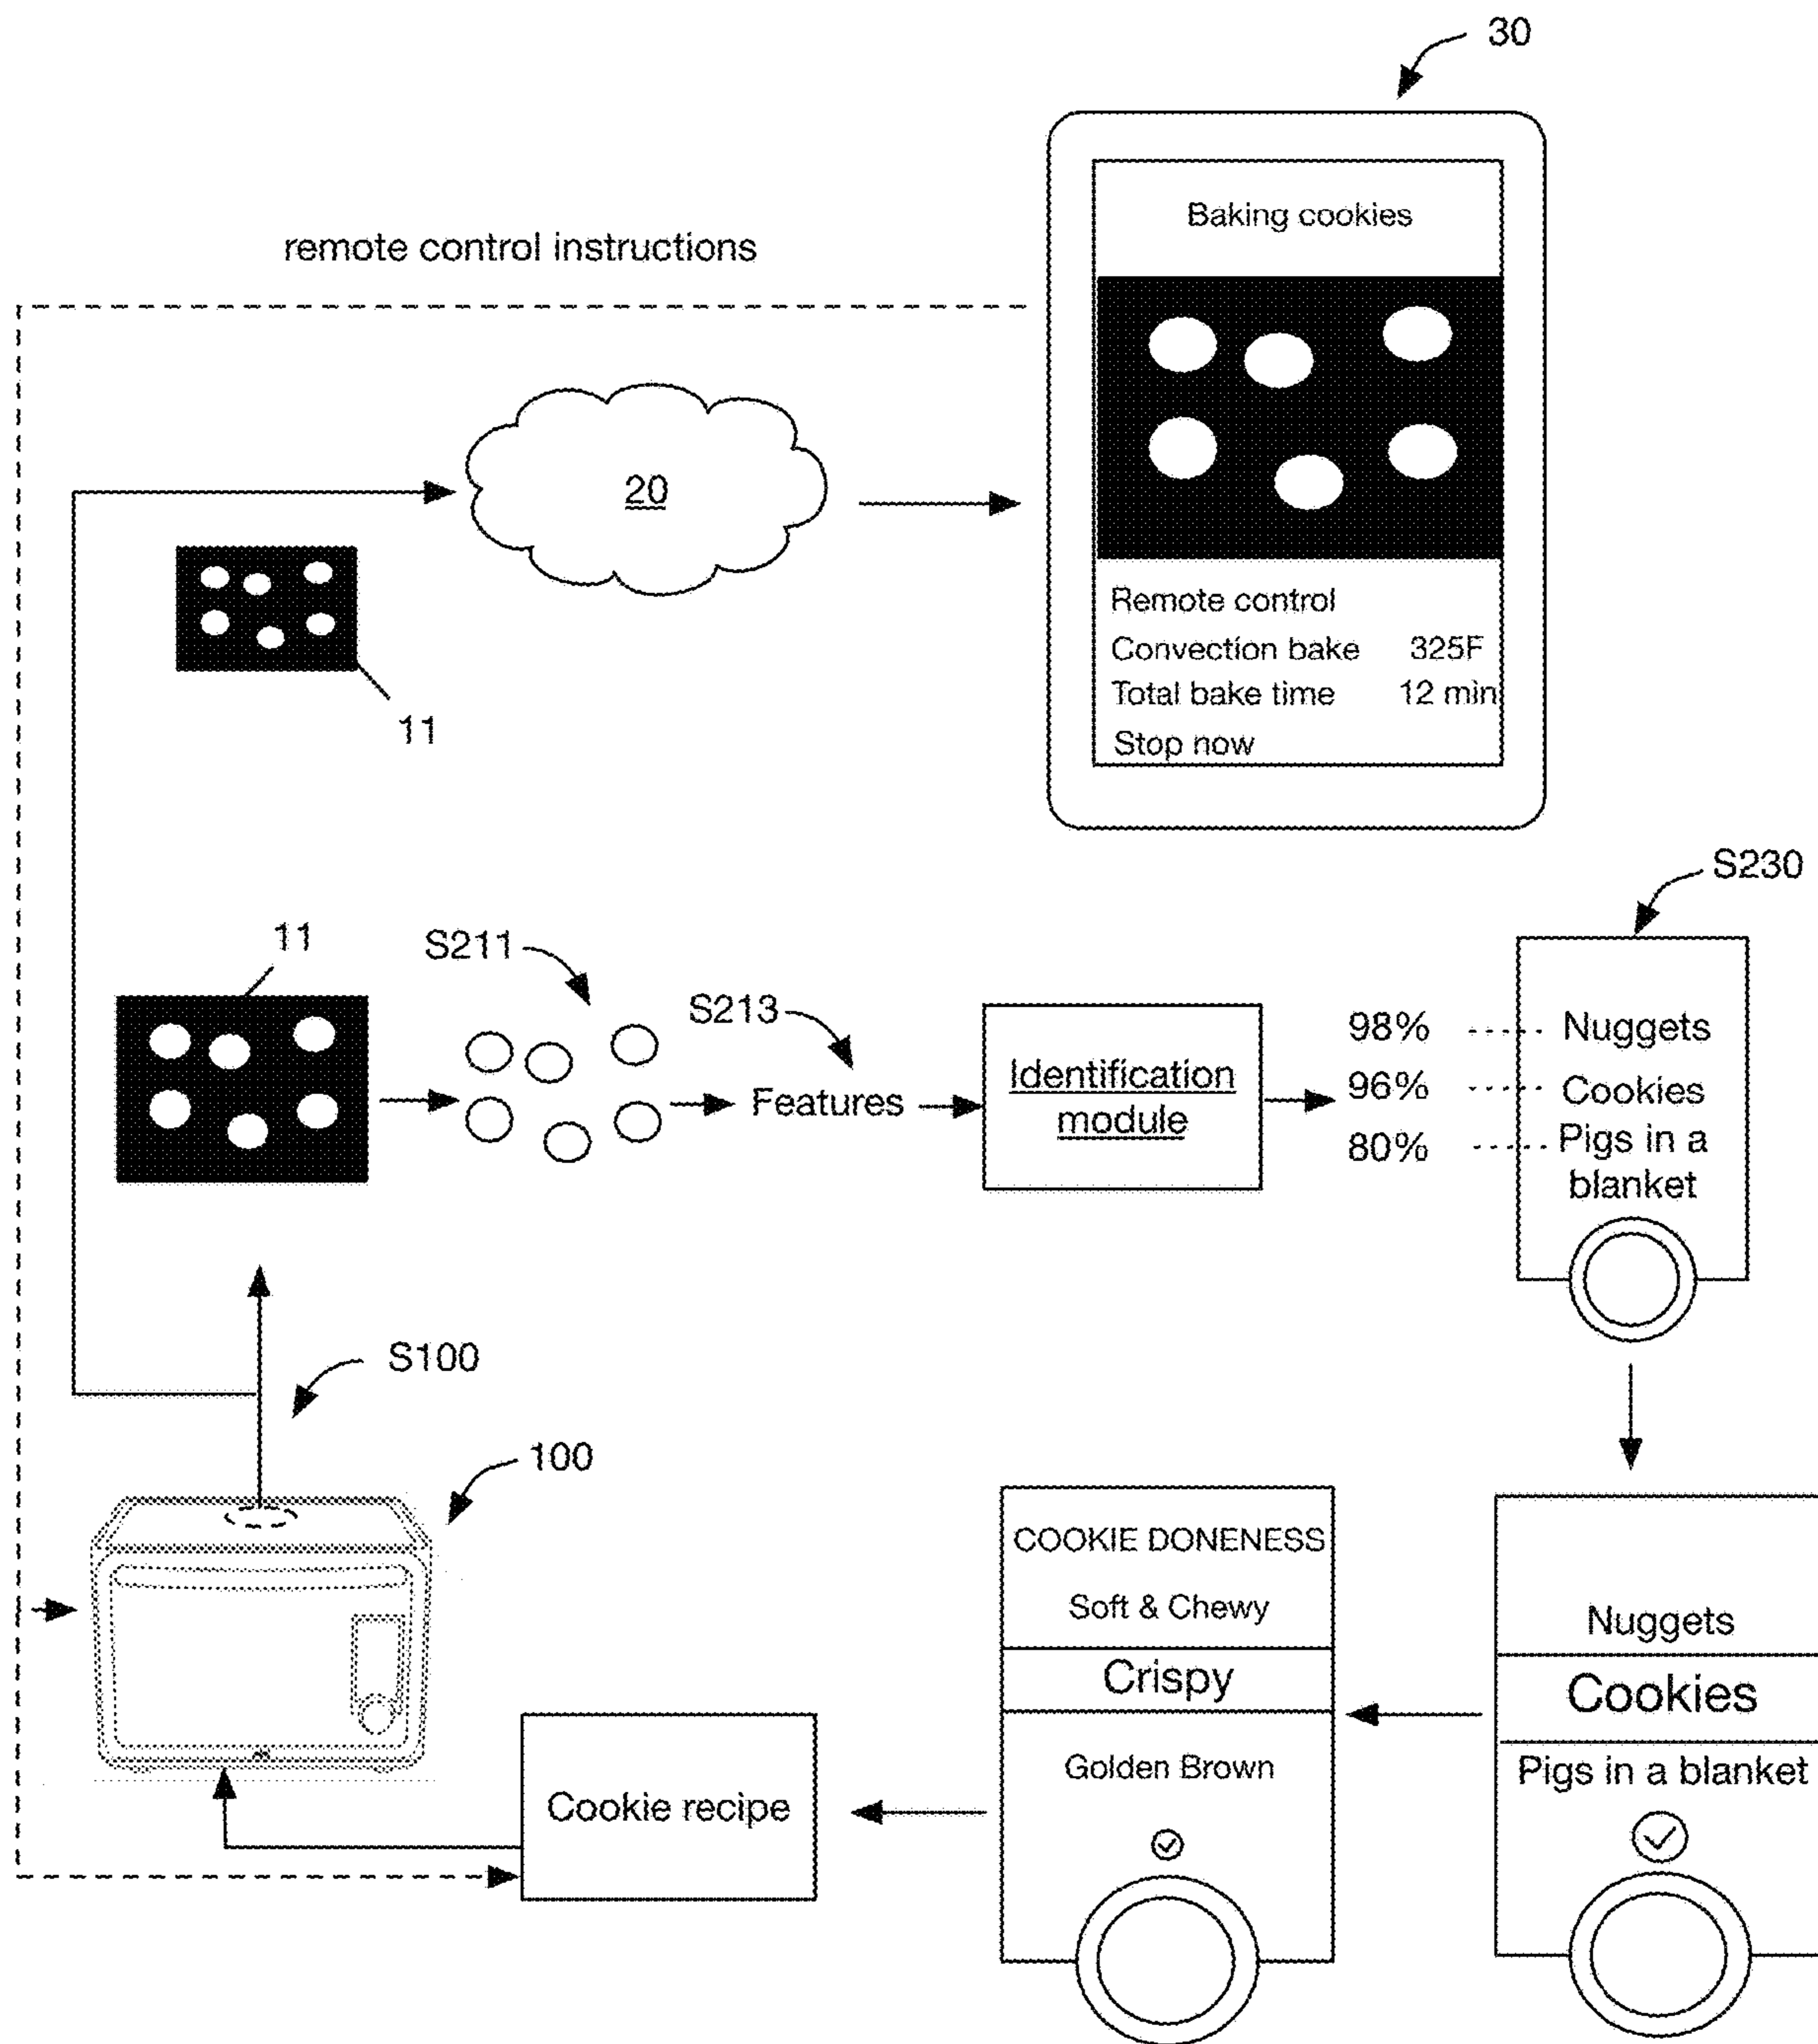 30
Baking cookies
remote control instructions
20
11
Remote control
Convection bake 325F
Total bake time 12 min
Stop now
S230
11
S211
S213
Features
Identification
module
98%
96%
80%
Nuggets
Cookies
Pigs in a
blanket
S100
100
COOKIE DONENESS
Soft & Chewy
Crispy
Golden Brown
Nuggets
Cookies
Pigs in a blanket
Cookie recipe